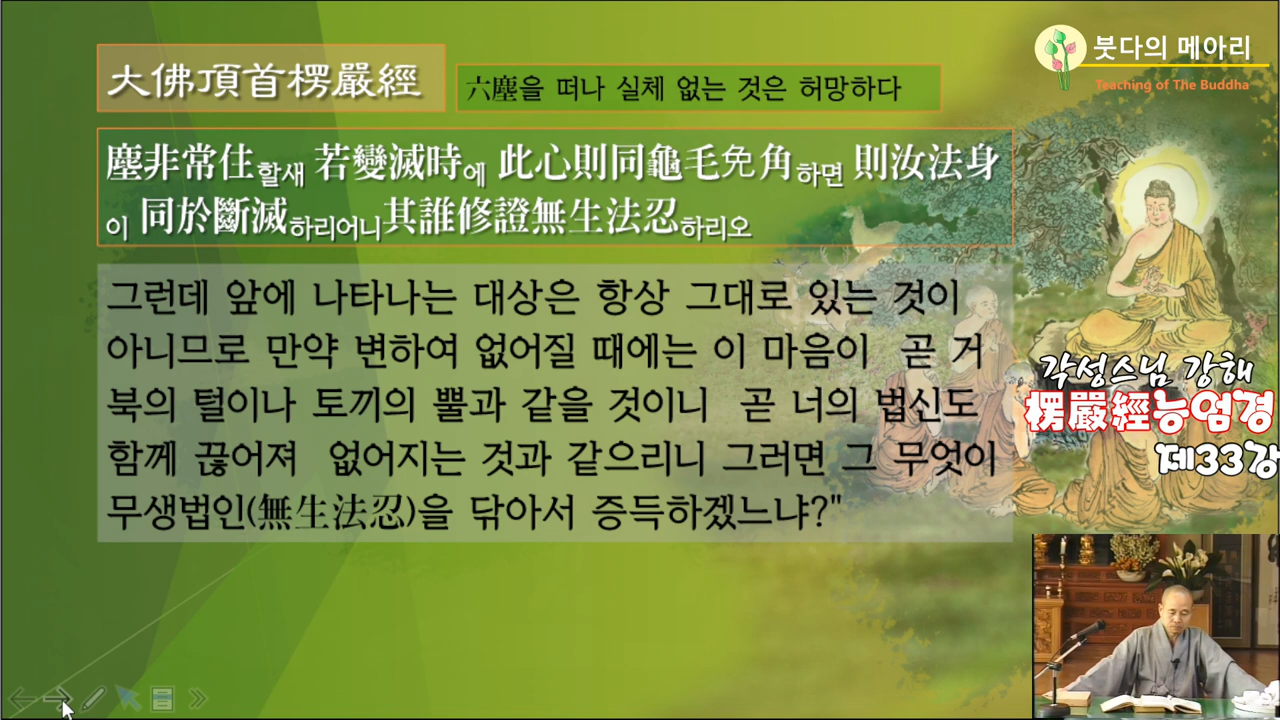 大佛頂首楞嚴經
六塵을 떠나 실체 없는 것은 허망하다
붓다의 메아리
Teaching of The Buddha
塵非常住할새 若變滅時에 此心則同龜毛免角하면 則汝法身
이 同於斷滅하리어니其誰修證無生法忍하리오
그런데 앞에 나타나는 대상은 항상 그대로 있는 것이
아니므로 만약 변하여 없어질 때에는 이 마음이 곧 거
북의 털이나 토끼의 뿔과 같을 것이니 곧 너의 법신도
함께 끊어져 없어지는 것과 같으리니 그러면 그 무엇이
무생법인(無生法忍)을 닦아서 증득하겠느냐?"
각성스님 강해
楞嚴經능엄경
제33강